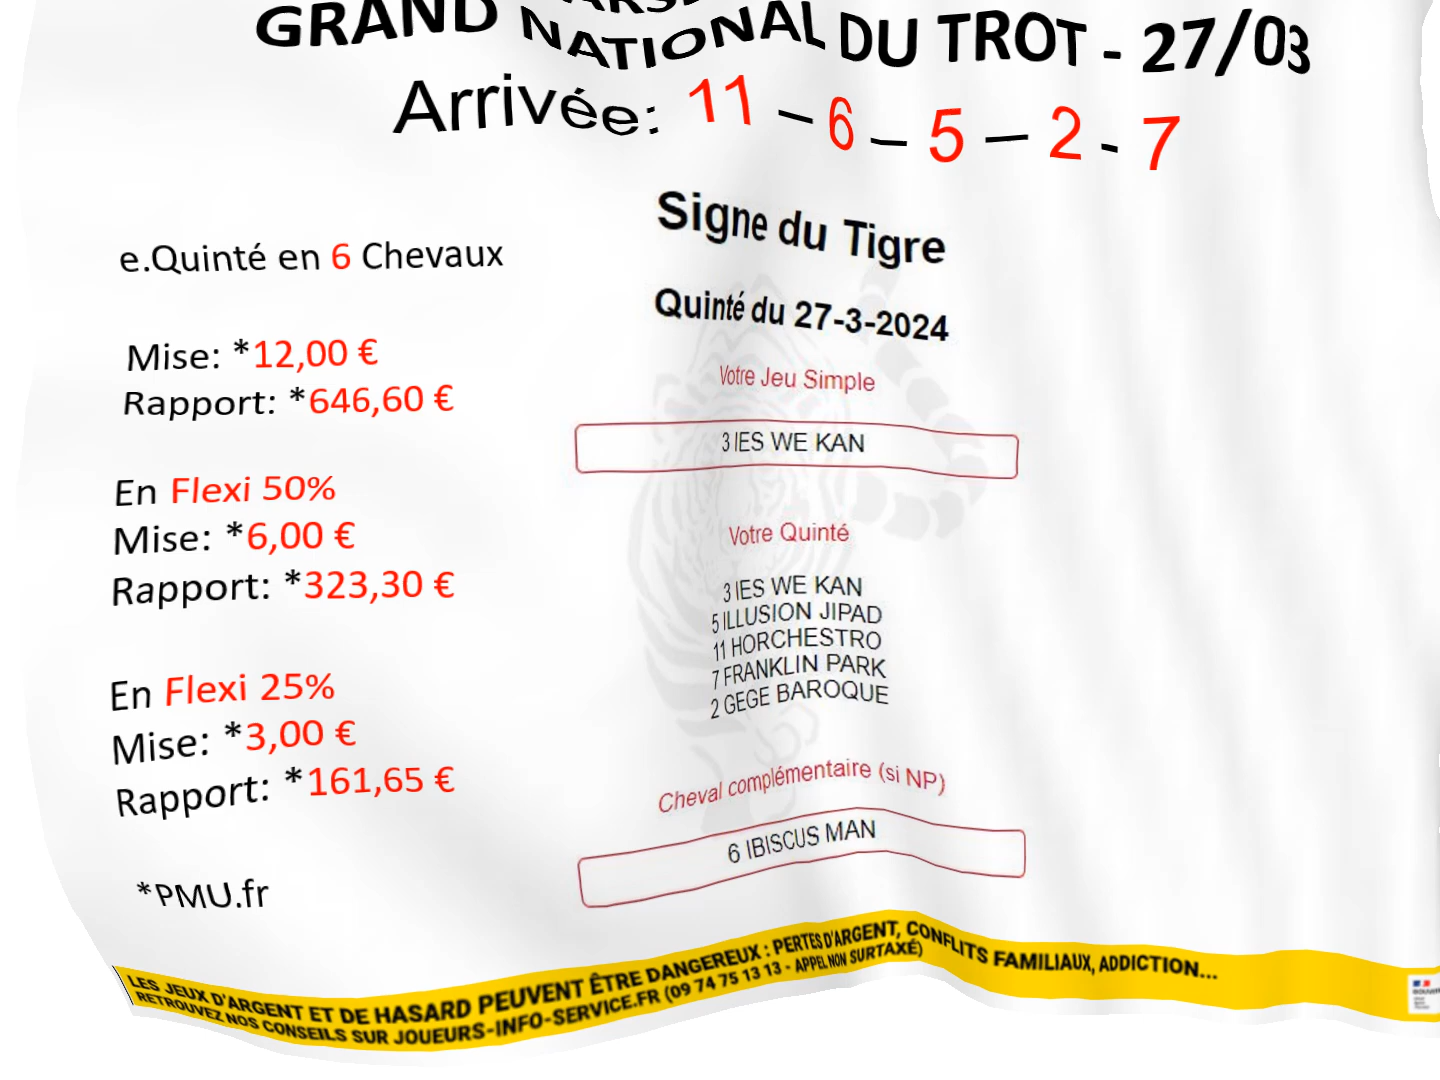 GRAND NATIONAL DU TROT - 27/03
Arrivée: 11 – 6 – 5 – 2 - 7
e.Quinté en 6 Chevaux
Mise: *12,00 €
Rapport: *646,60 €
En Flexi 50%
Mise: *6,00 €
Rapport: *323,30 €
En Flexi 25%
Mise: *3,00 €
Rapport: *161,65 €
*PMU.fr
Signe du Tigre
Quinté du 27-3-2024
Votre Jeu Simple
3 IES WE KAN
Votre Quinté
3 IES WE KAN
5 ILLUSION JIPAD
11 HORCHESTRO
7 FRANKLIN PARK
2 GEGE BAROQUE
Cheval complémentaire (si NP)
6 IBISCUS MAN
LES JEUX D'ARGENT ET DE HASARD PEUVENT ÊTRE DANGEREUX : PERTES D'ARGENT, CONFLITS FAMILIAUX, ADDICTION...
RETROUVEZ NOS CONSEILS SUR JOUEURS-INFO-SERVICE.FR (09 74 75 13 13 - APPEL NON SURTAXÉ)